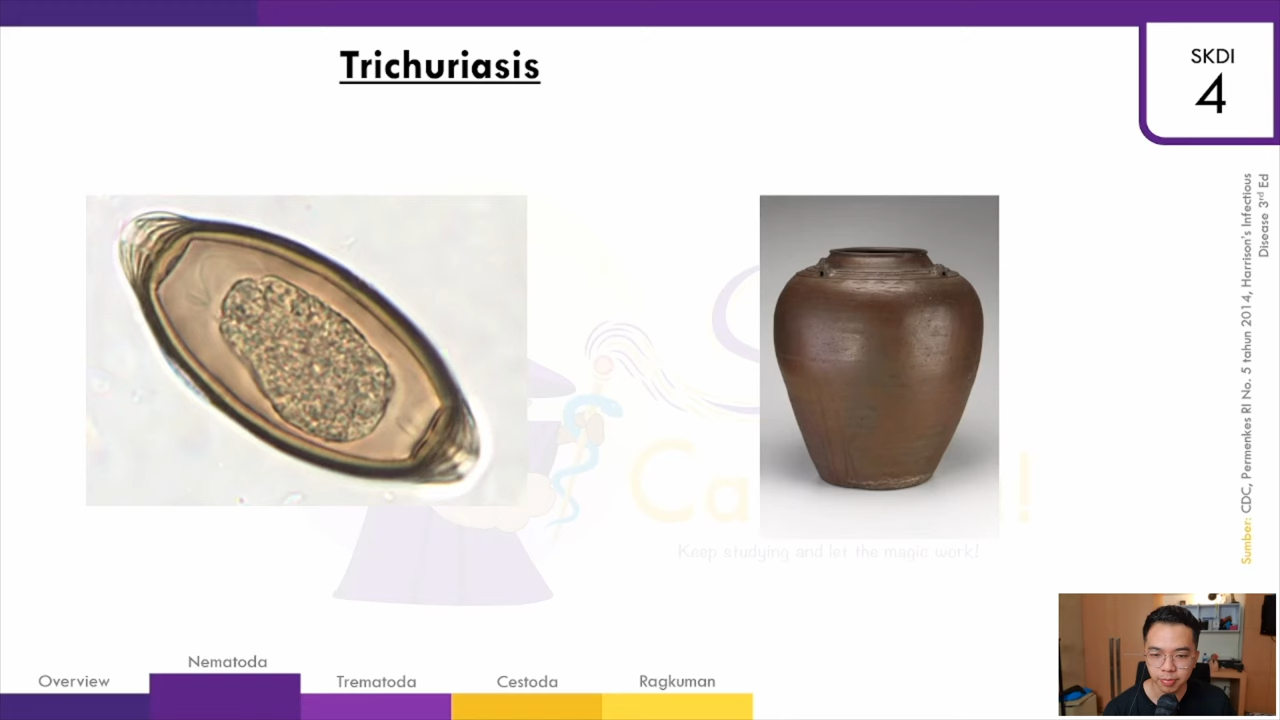 Trichuriasis
SKDI
4
Sumber: CDC, Permenkes RI No. 5 tahun 2014, Harrison's Infectious
Disease 3rd Ed
Keep studying and let the magic work!
Overview
Nematoda
Trematoda
Cestoda
Ragkuman